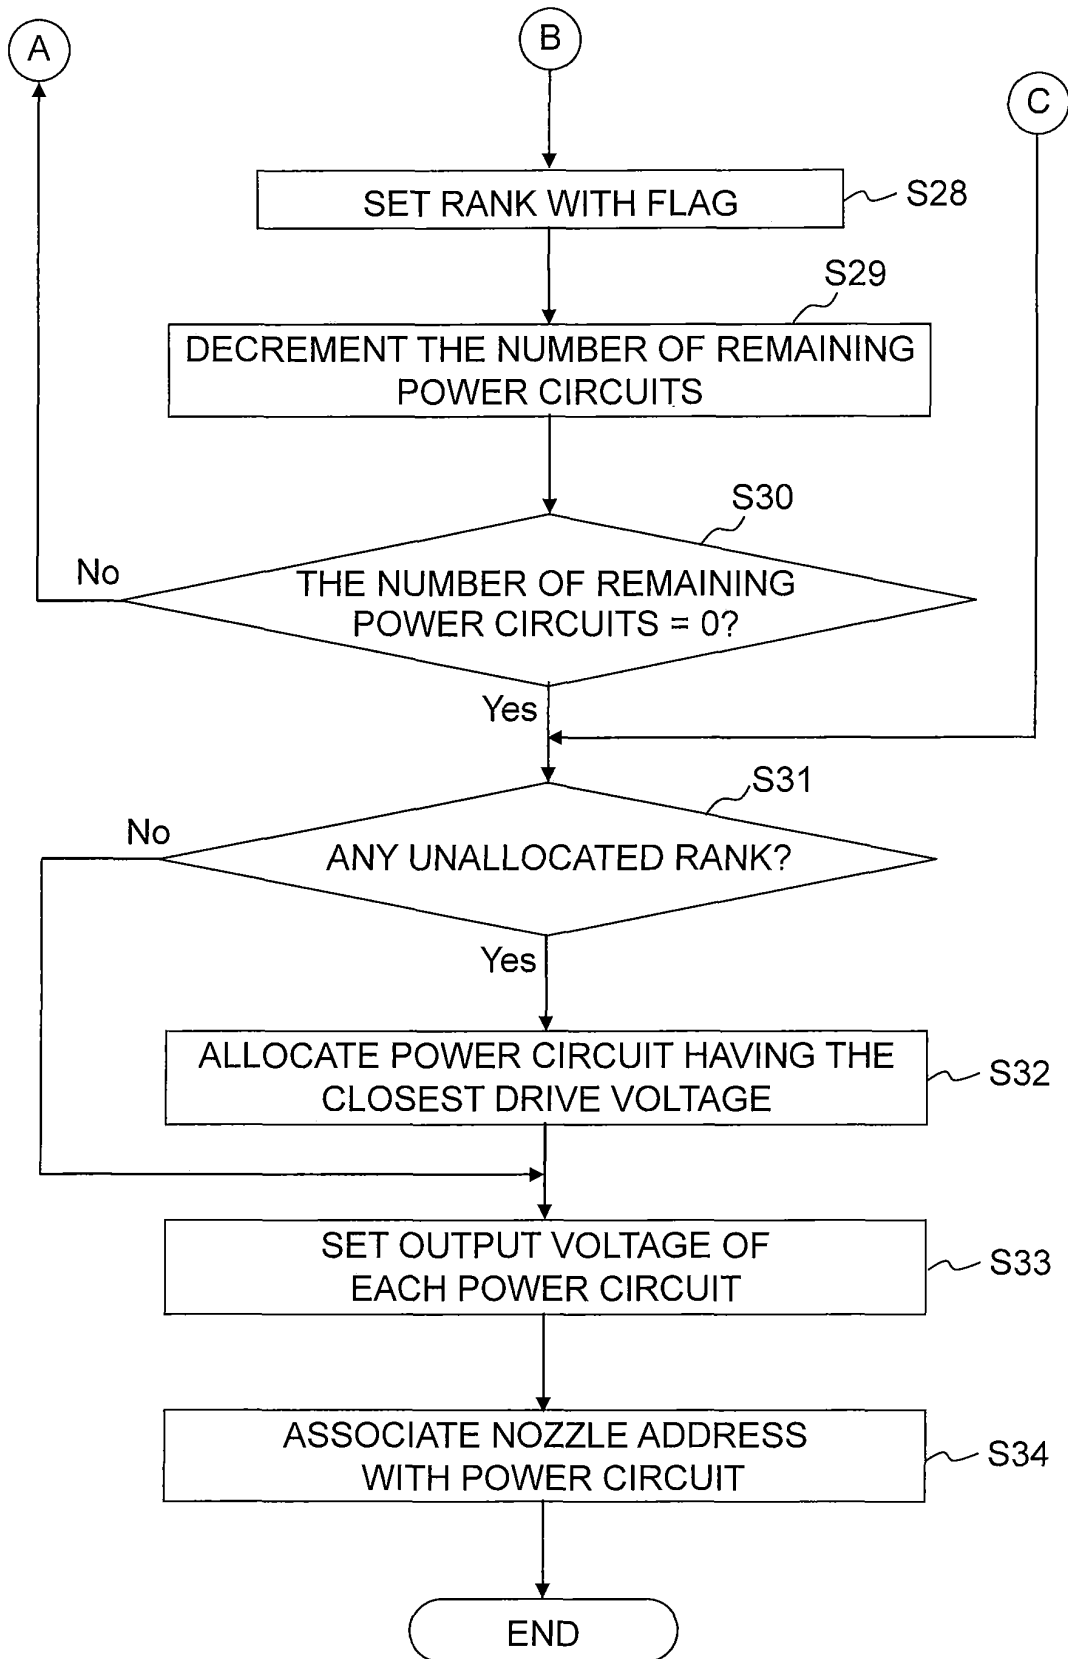 A
B
C
SET RANK WITH FLAG
S28
S29
DECREMENT THE NUMBER OF REMAINING
POWER CIRCUITS
S30
No
THE NUMBER OF REMAINING
POWER CIRCUITS = 0?
Yes
S31
No
ANY UNALLOCATED RANK?
Yes
ALLOCATE POWER CIRCUIT HAVING THE
CLOSEST DRIVE VOLTAGE
S32
SET OUTPUT VOLTAGE OF
EACH POWER CIRCUIT
S33
ASSOCIATE NOZZLE ADDRESS
WITH POWER CIRCUIT
S34
END